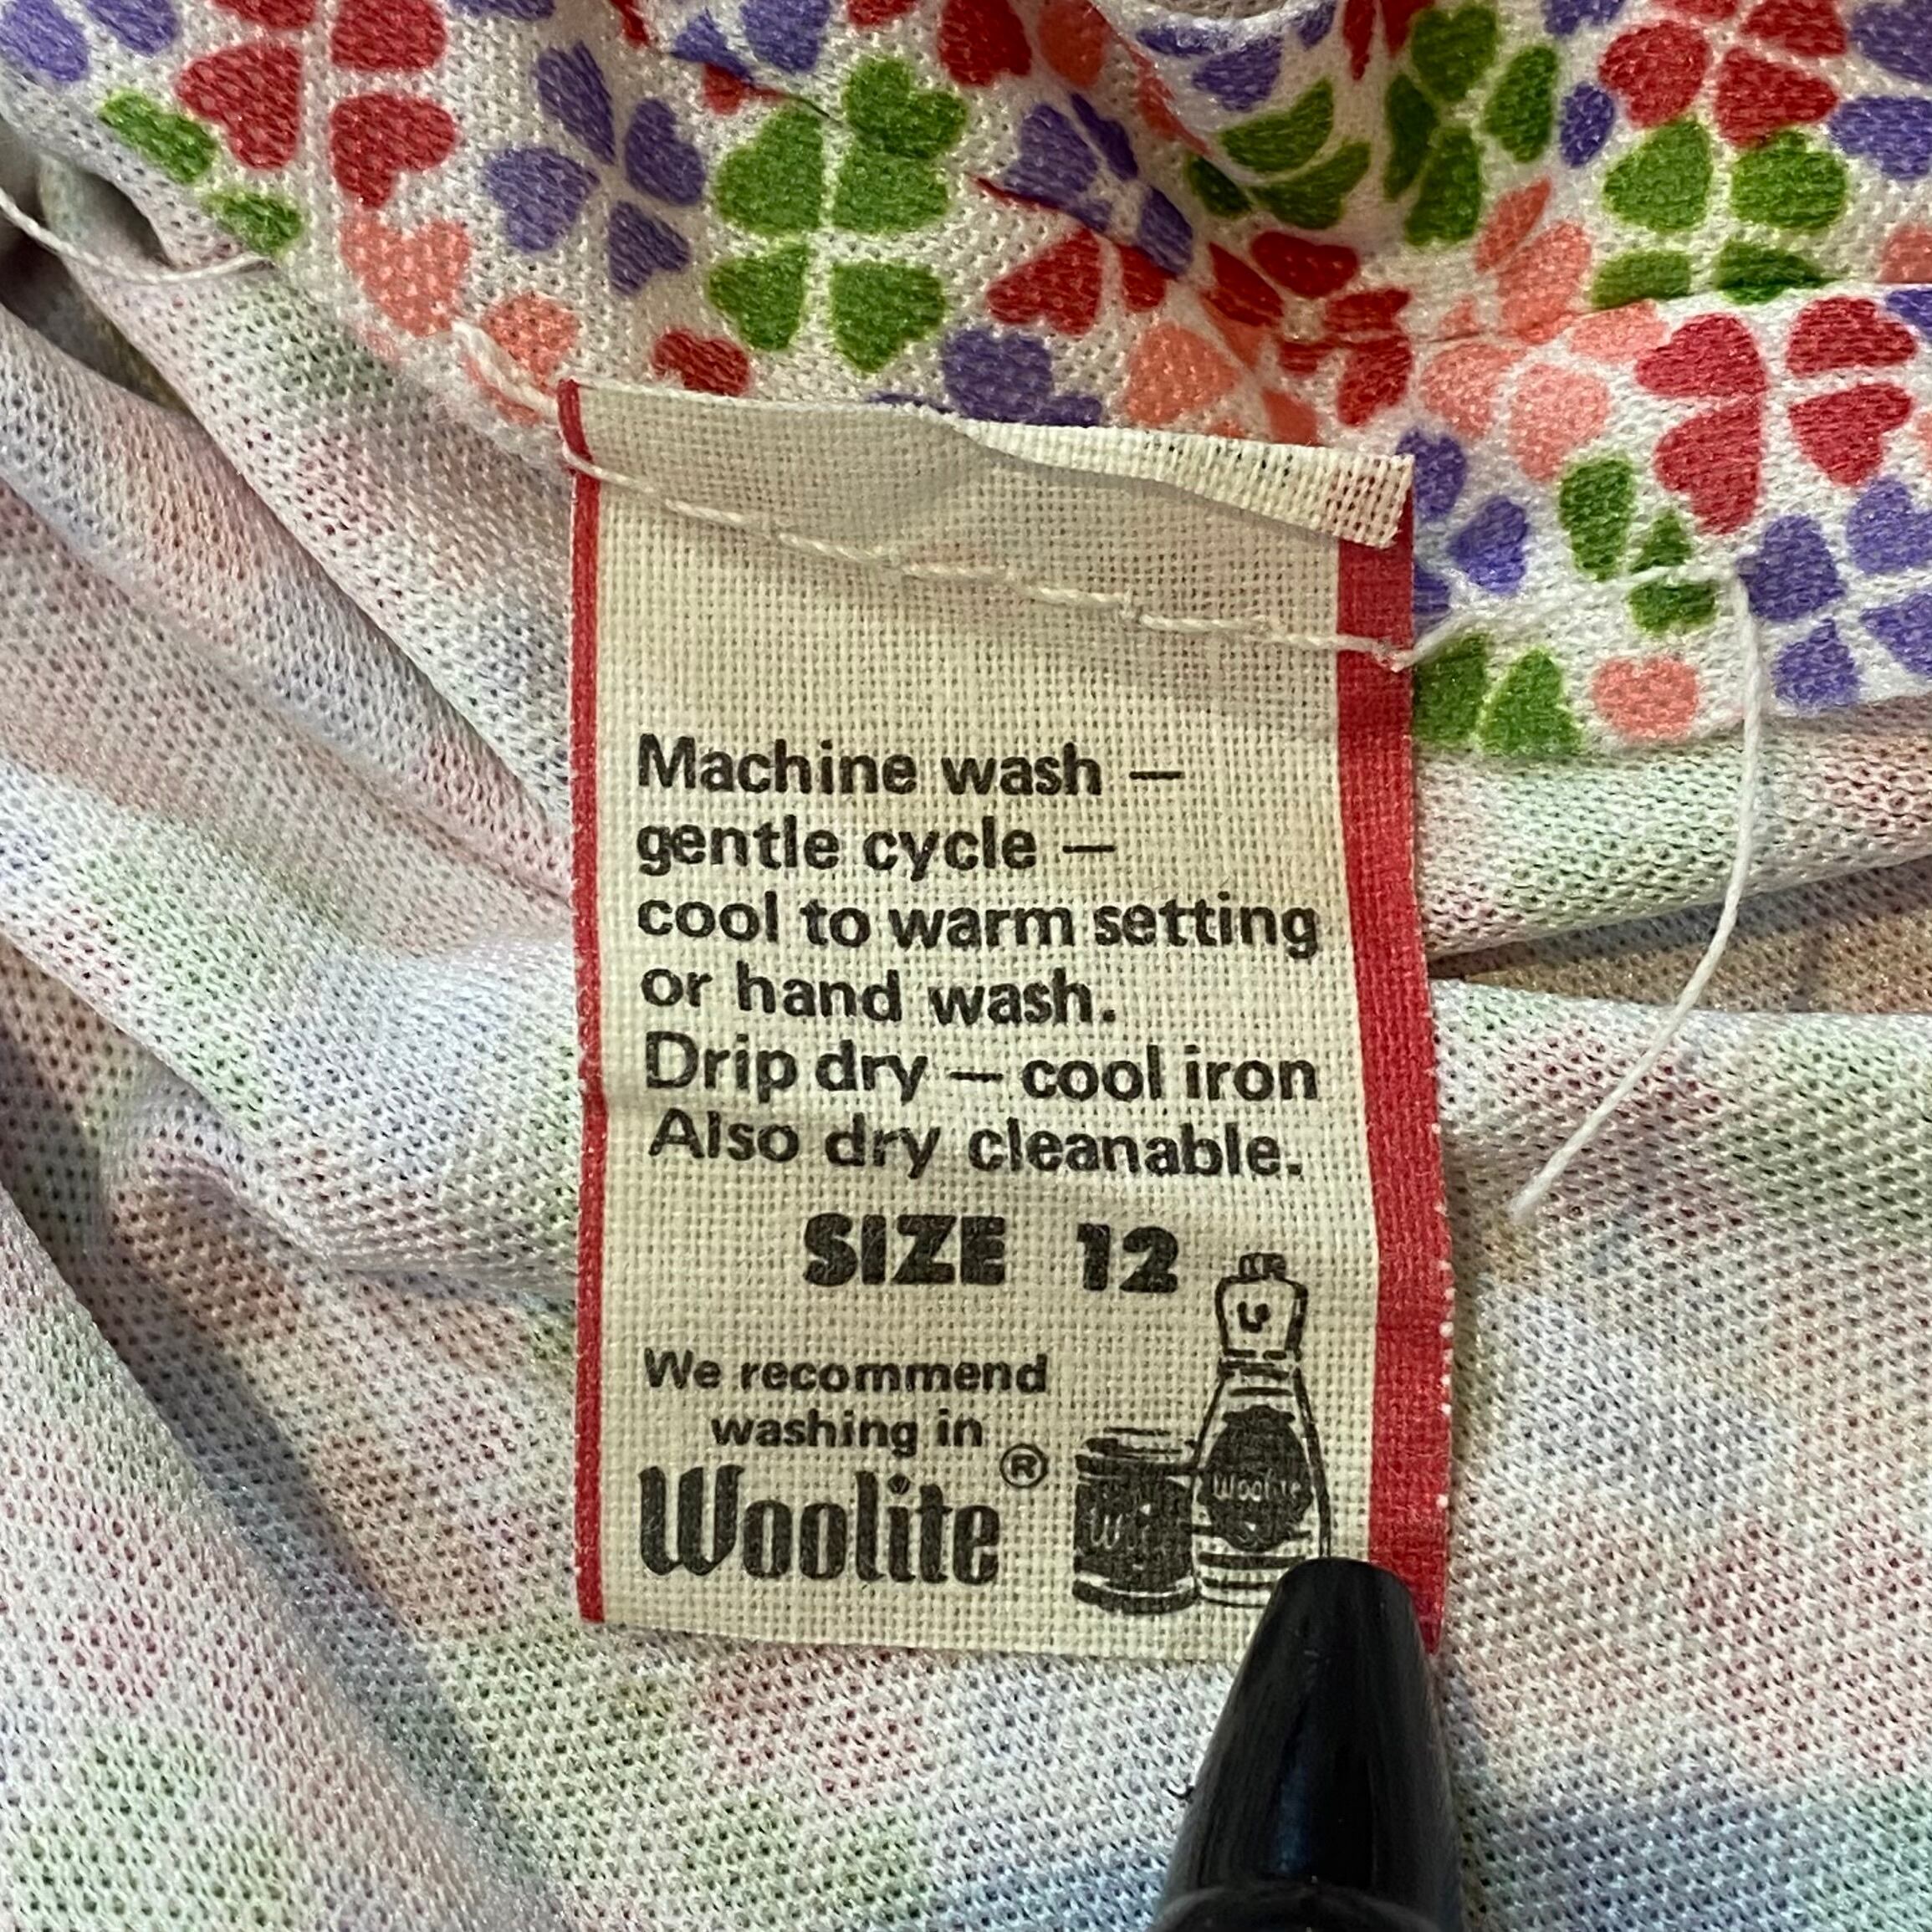 Machine wash —
gentle cycle —
cool to warm setting
or hand wash.
Drip dry — cool iron
Also dry cleanable.
SIZE 12
We recommend
washing in
Woolite®
Woolite